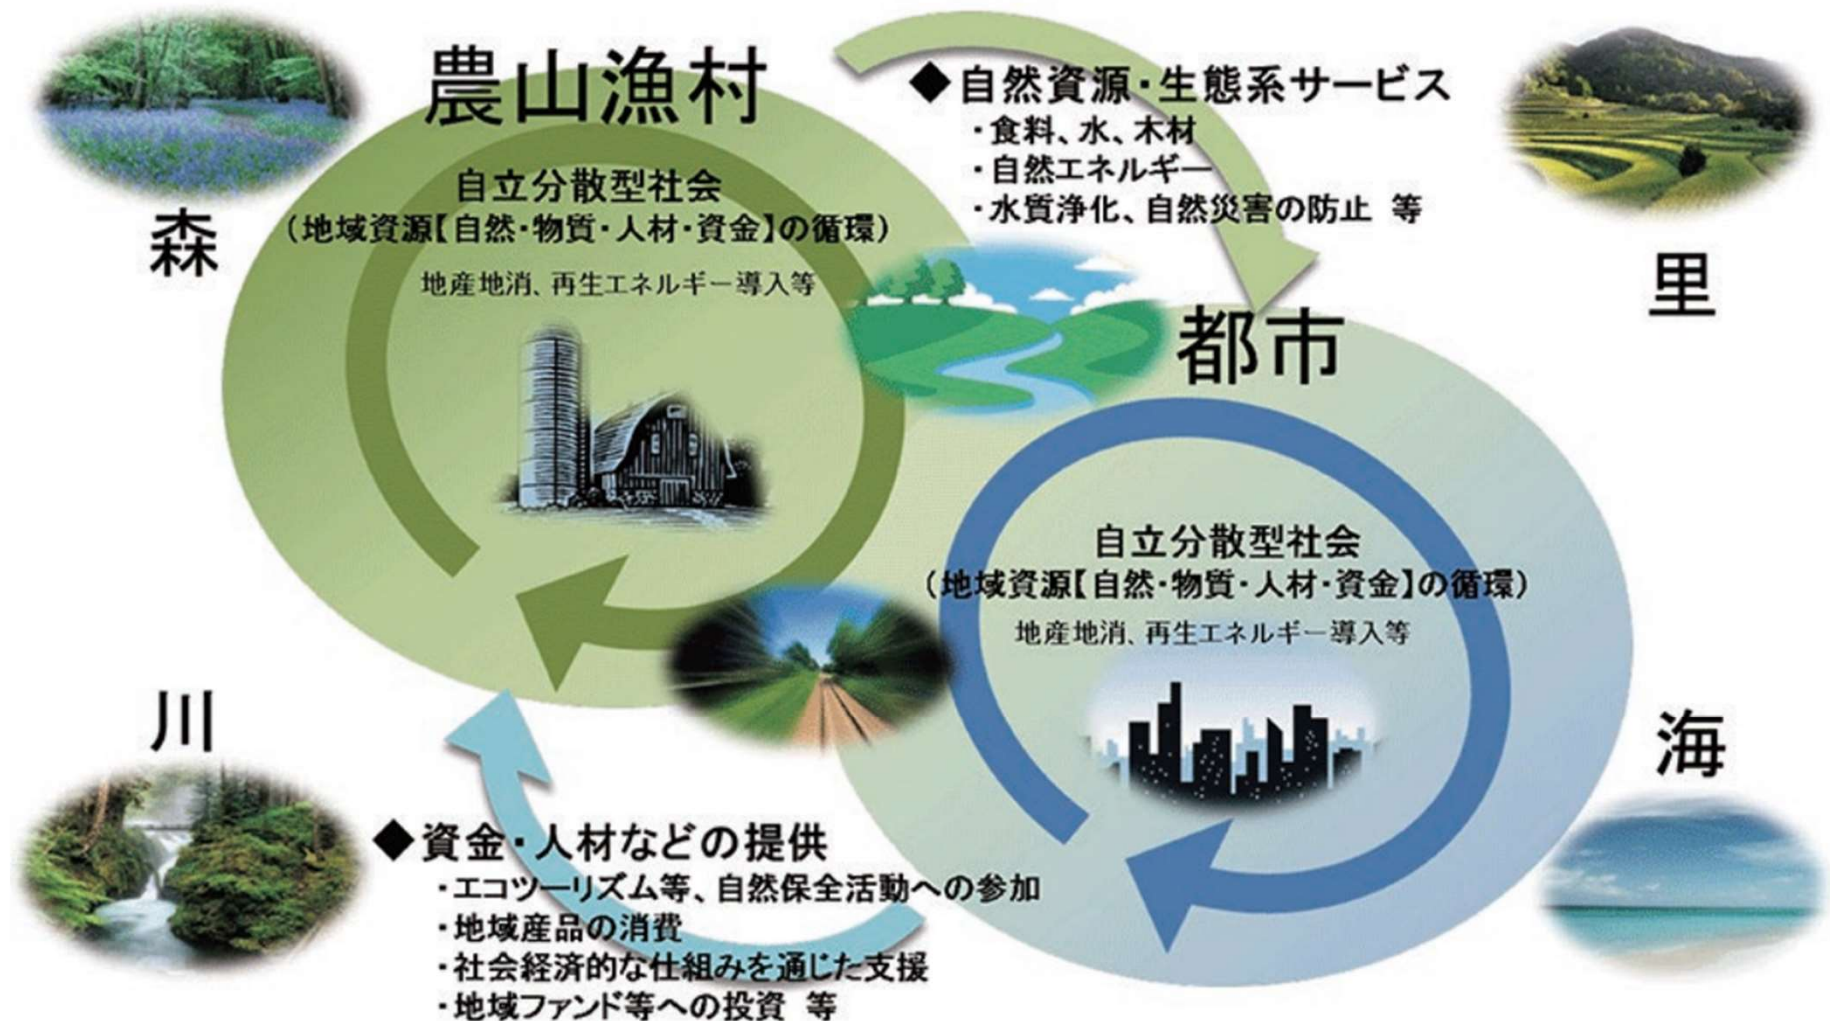 農山漁村
◆自然資源・生態系サービス
・食料、水、木材
・自然エネルギー
・水質浄化、自然災害の防止 等
自立分散型社会
(地域資源【自然・物質・人材・資金】の循環)
地産地消、再生エネルギー導入等
森
里
都市
自立分散型社会
(地域資源【自然・物質・人材・資金】の循環)
地産地消、再生エネルギー導入等
川
海
◆資金・人材などの提供
・エコツーリズム等、自然保全活動への参加
・地域産品の消費
・社会経済的な仕組みを通じた支援
・地域ファンド等への投資 等